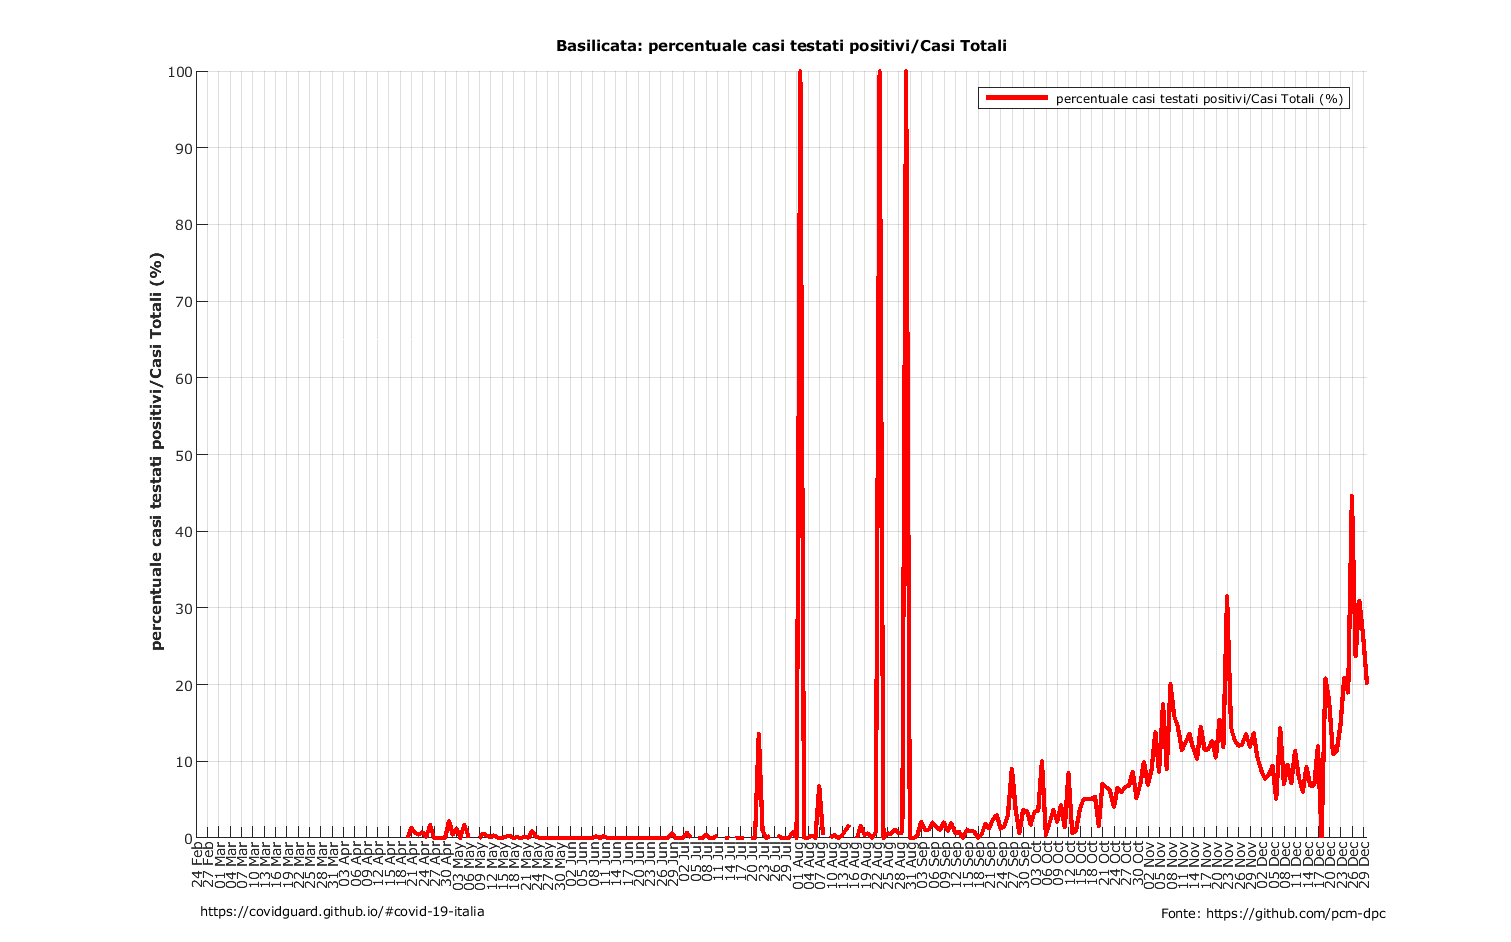 Basilicata: percentuale casi testati positivi/Casi Totali
percentuale casi testati positivi/Casi Totali (%)
percentuale casi testati positivi/Casi Totali (%)
100
90
80
70
60
50
40
30
20
10
0
24 Feb
27 Feb
01 Mar
04 Mar
07 Mar
10 Mar
13 Mar
16 Mar
19 Mar
22 Mar
25 Mar
28 Mar
31 Mar
03 Apr
06 Apr
09 Apr
12 Apr
15 Apr
18 Apr
21 Apr
24 Apr
27 Apr
30 Apr
03 May
06 May
09 May
12 May
15 May
18 May
21 May
24 May
27 May
30 May
02 Jun
05 Jun
08 Jun
11 Jun
14 Jun
17 Jun
20 Jun
23 Jun
26 Jun
29 Jun
02 Jul
05 Jul
08 Jul
11 Jul
14 Jul
17 Jul
20 Jul
23 Jul
26 Jul
29 Jul
01 Aug
04 Aug
07 Aug
10 Aug
13 Aug
16 Aug
19 Aug
22 Aug
25 Aug
28 Aug
31 Aug
03 Sep
06 Sep
09 Sep
12 Sep
15 Sep
18 Sep
21 Sep
24 Sep
27 Sep
30 Sep
03 Oct
06 Oct
09 Oct
12 Oct
15 Oct
18 Oct
21 Oct
24 Oct
27 Oct
30 Oct
02 Nov
05 Nov
08 Nov
11 Nov
14 Nov
17 Nov
20 Nov
23 Nov
26 Nov
29 Nov
02 Dec
05 Dec
08 Dec
11 Dec
14 Dec
17 Dec
20 Dec
23 Dec
26 Dec
29 Dec
https://covidguard.github.io/#covid-19-italia
Fonte: https://github.com/pcm-dpc